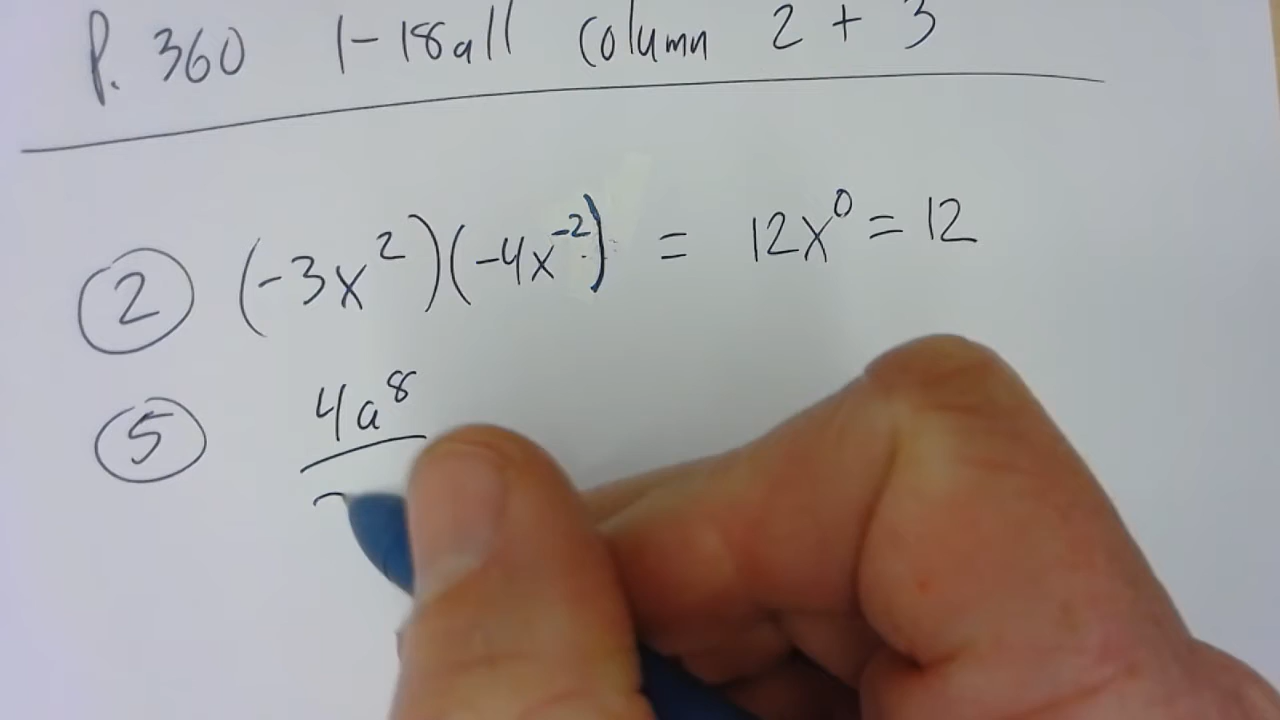 P. 360 1-18 all column 2 + 3
② (-3x²)(-4x⁻²) = 12x⁰ = 12
⑤ 4a⁸